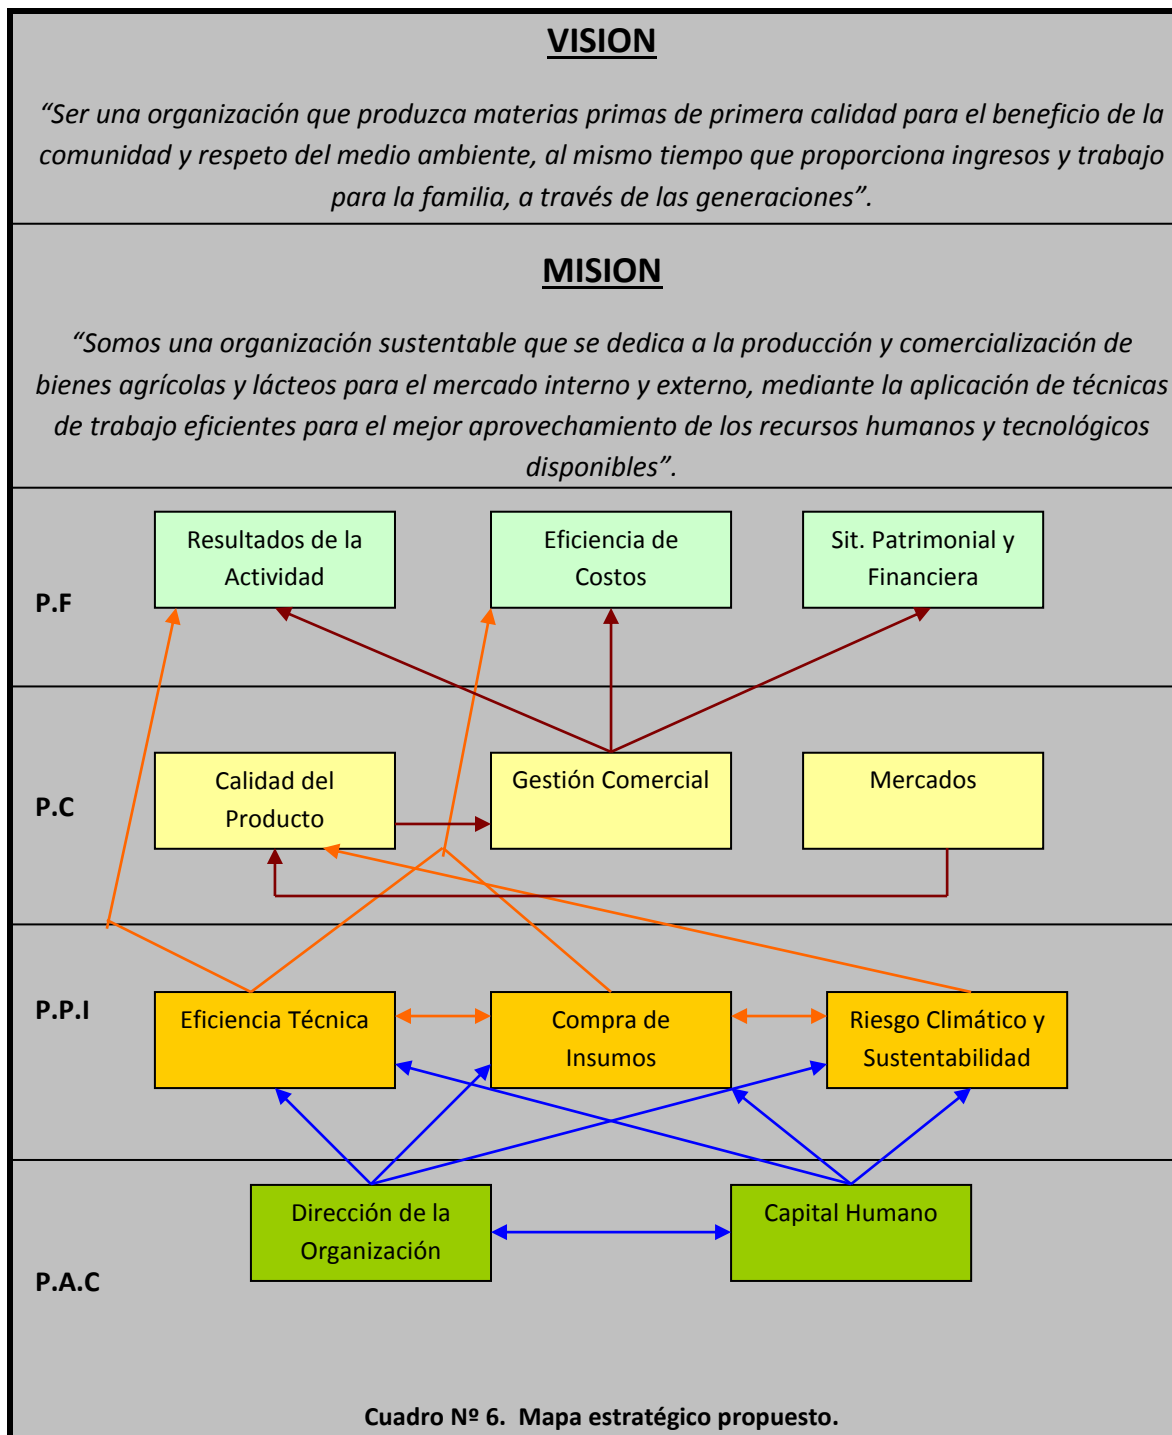 VISION
“Ser una organización que produzca materias primas de primera calidad para el beneficio de la
comunidad y respeto del medio ambiente, al mismo tiempo que proporciona ingresos y trabajo
para la familia, a través de las generaciones”.
MISION
“Somos una organización sustentable que se dedica a la producción y comercialización de
bienes agrícolas y lácteos para el mercado interno y externo, mediante la aplicación de técnicas
de trabajo eficientes para el mejor aprovechamiento de los recursos humanos y tecnológicos
disponibles”.
P.F
Resultados de la
Actividad
Eficiencia de
Costos
Sit. Patrimonial y
Financiera
P.C
Calidad del
Producto
Gestión Comercial
Mercados
P.P.I
Eficiencia Técnica
Compra de
Insumos
Riesgo Climático y
Sustentabilidad
P.A.C
Dirección de la
Organización
Capital Humano
Cuadro Nº 6.  Mapa estratégico propuesto.